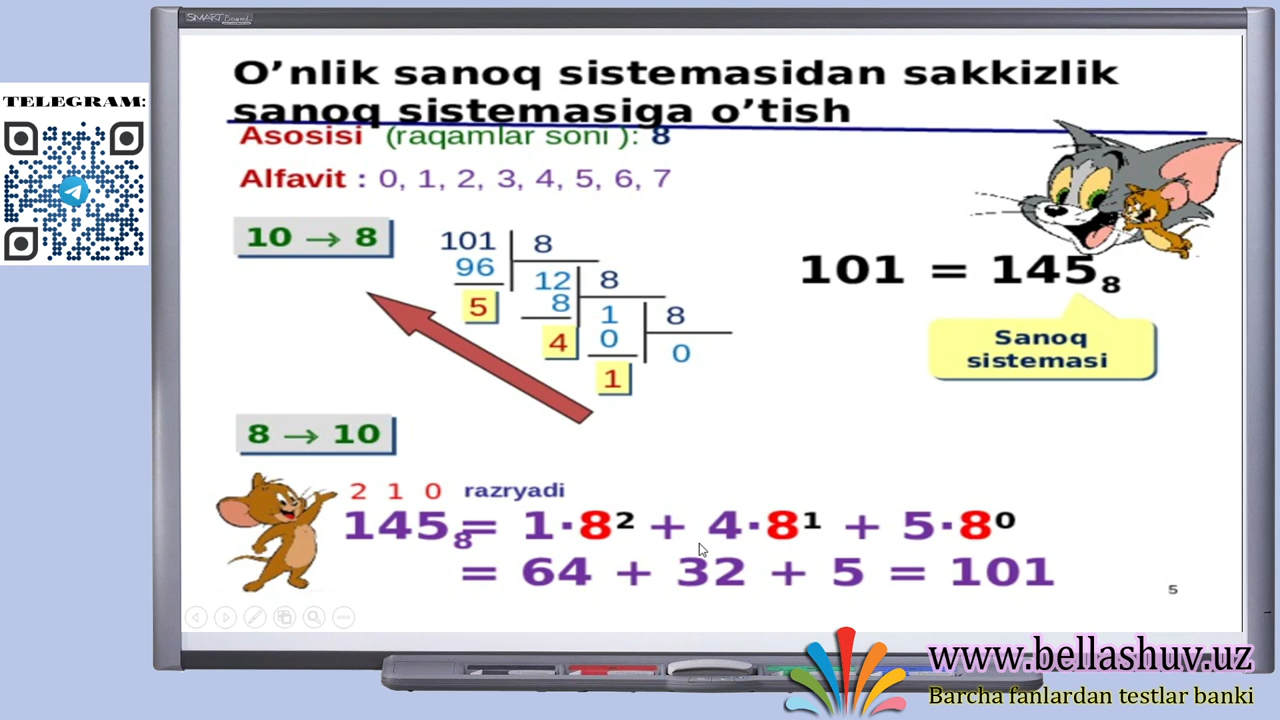 SMART Board
TELEGRAM:
O’nlik sanoq sistemasidan sakkizlik
sanoq sistemasiga o’tish
Asosisi (raqamlar soni ): 8
Alfavit : 0, 1, 2, 3, 4, 5, 6, 7
10 → 8
101 8
96 12 8
5 8 1 8
4 0 0
1
101 = 145₈
Sanoq
sistemasi
8 → 10
2 1 0 razryadi
145₈= 1·8² + 4·8¹ + 5·8⁰
= 64 + 32 + 5 = 101
5
www.bellashuv.uz
Barcha fanlardan testlar banki